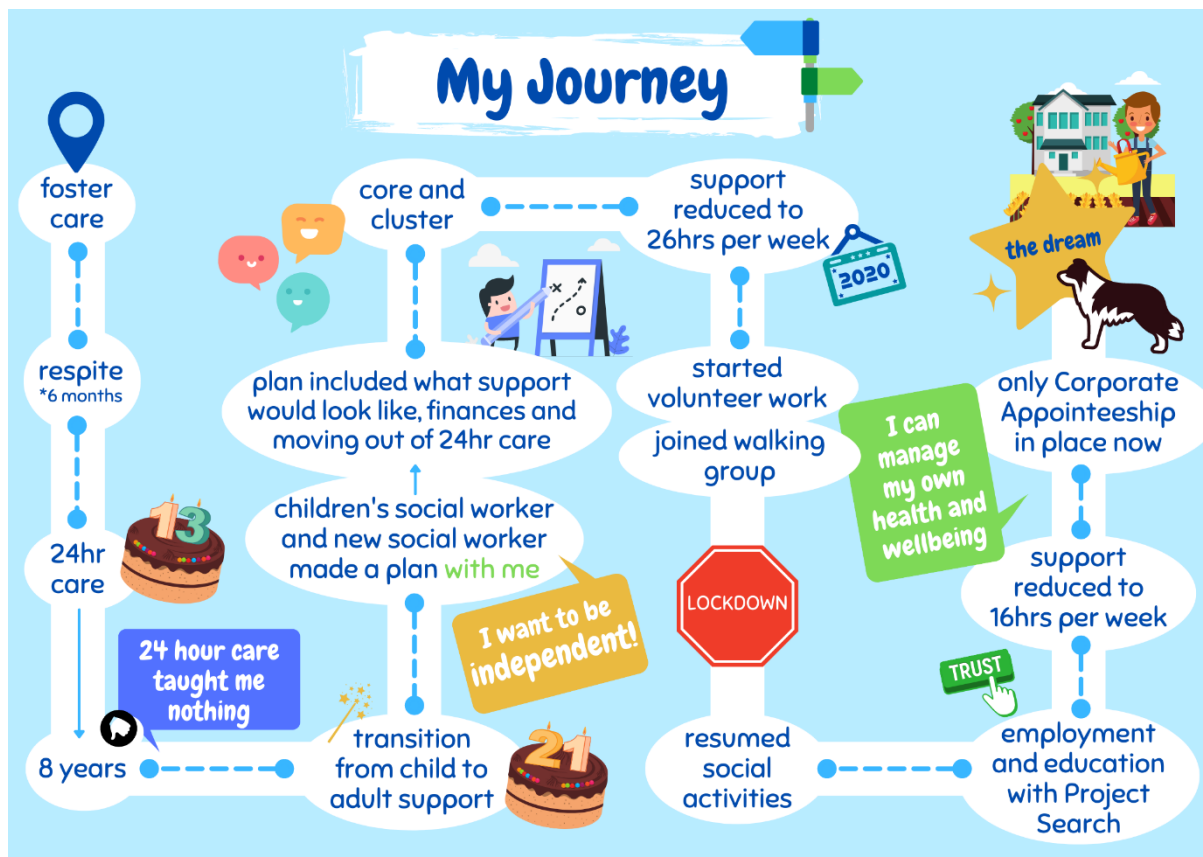 My Journey
foster
care
respite
*6 months
13
24hr
care
24 hour care
taught me
nothing
8 years
transition
from child to
adult support
21
I want to be
independent!
children's social worker
and new social worker
made a plan with me
plan included what support
would look like, finances and
moving out of 24hr care
core and
cluster
support
reduced to
26hrs per week
2020
started
volunteer work
joined walking
group
LOCKDOWN
resumed
social
activities
employment
and education
with Project
Search
TRUST
support
reduced to
16hrs per week
I can
manage
my own
health and
wellbeing
only Corporate
Appointeeship
in place now
the dream